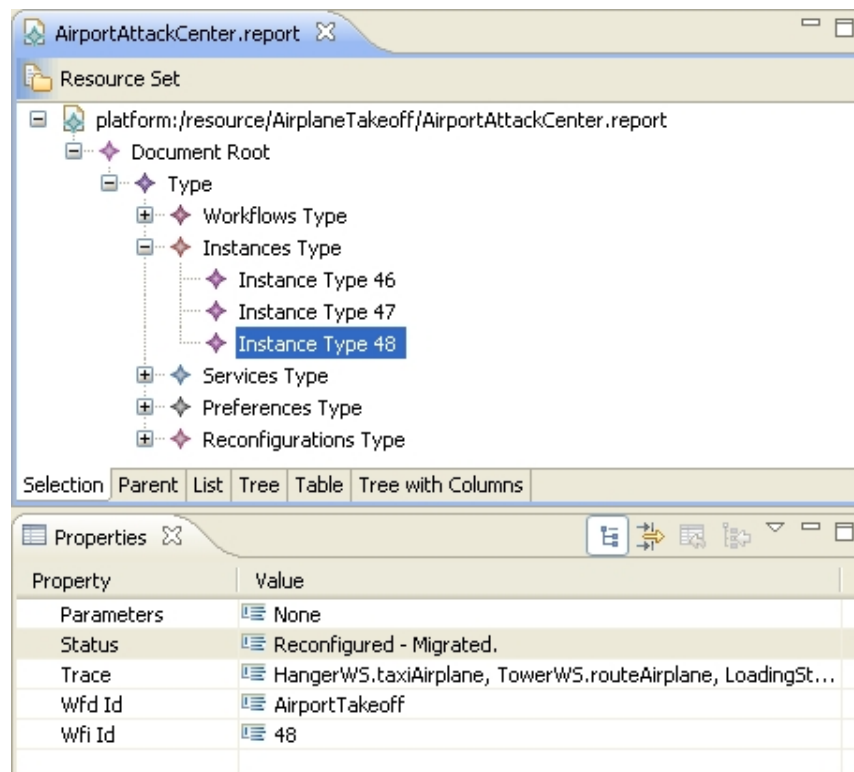 AirportAttackCenter.report
Resource Set
platform:/resource/AirplaneTakeoff/AirportAttackCenter.report
Document Root
Type
Workflows Type
Instances Type
Instance Type 46
Instance Type 47
Instance Type 48
Services Type
Preferences Type
Reconfigurations Type
Selection Parent List Tree Table Tree with Columns
Properties
Property Value
Parameters None
Status Reconfigured - Migrated.
Trace HangerWS.taxiAirplane, TowerWS.routeAirplane, LoadingSt...
Wfd Id AirportTakeoff
Wfi Id 48